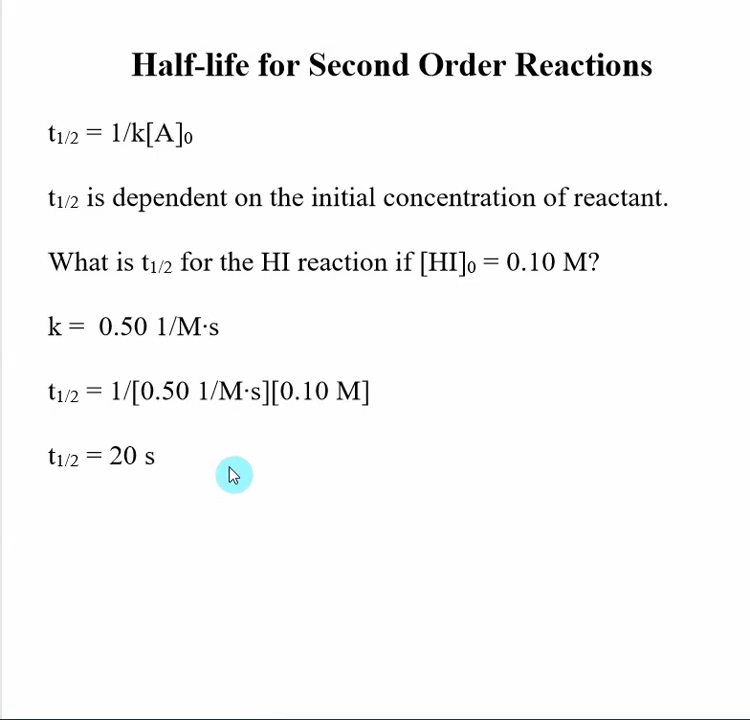 Half-life for Second Order Reactions
t₁/₂ = 1/k[A]₀
t₁/₂ is dependent on the initial concentration of reactant.
What is t₁/₂ for the HI reaction if [HI]₀ = 0.10 M?
k = 0.50 1/M·s
t₁/₂ = 1/[0.50 1/M·s][0.10 M]
t₁/₂ = 20 s